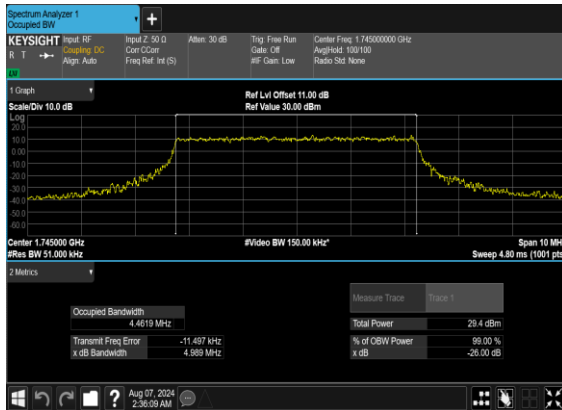 Spectrum Analyzer 1
Occupied BW
+
KEYSIGHT
R T
Input: RF
Coupling: DC
Align: Auto
Input Z: 50 Ω
Corr CCorr
Freq Ref: Int (S)
Atten: 30 dB
Trig: Free Run
Gate: Off
#IF Gain: Low
Center Freq: 1.745000000 GHz
Avg|Hold: 100/100
Radio Std: None
1 Graph
Scale/Div 10.0 dB
Ref Lvl Offset 11.00 dB
Ref Value 30.00 dBm
Log
20.0
10.0
0.00
-10.0
-20.0
-30.0
-40.0
-50.0
-60.0
Center 1.745000 GHz
#Res BW 51.000 kHz
#Video BW 150.00 kHz*
Span 10 MH
Sweep 4.80 ms (1001 pts
2 Metrics
Measure Trace
Trace 1
Occupied Bandwidth
4.4619 MHz
Total Power
29.4 dBm
Transmit Freq Error
-11.497 kHz
% of OBW Power
99.00 %
x dB Bandwidth
4.989 MHz
x dB
-26.00 dB
?
Aug 07, 2024
2:36:09 AM